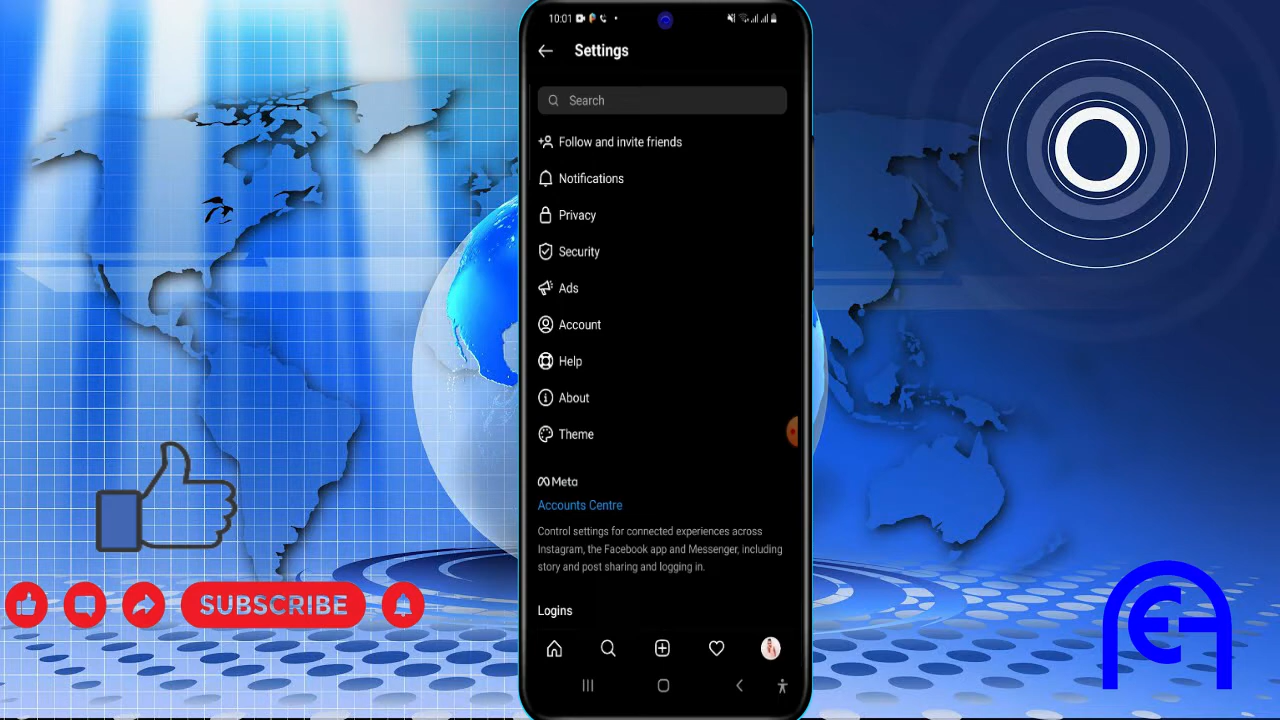 10:01
Settings
Search
Follow and invite friends
Notifications
Privacy
Security
Ads
Account
Help
About
Theme
Meta
Accounts Centre
Control settings for connected experiences across
Instagram, the Facebook app and Messenger, including
story and post sharing and logging in.
Logins
SUBSCRIBE